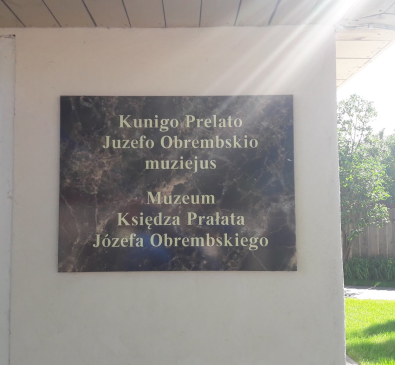 Kunigo Prelato
Juzefo Obrembskio
muziejus
Muzeum
Księdza Prałata
Józefa Obrembskiego